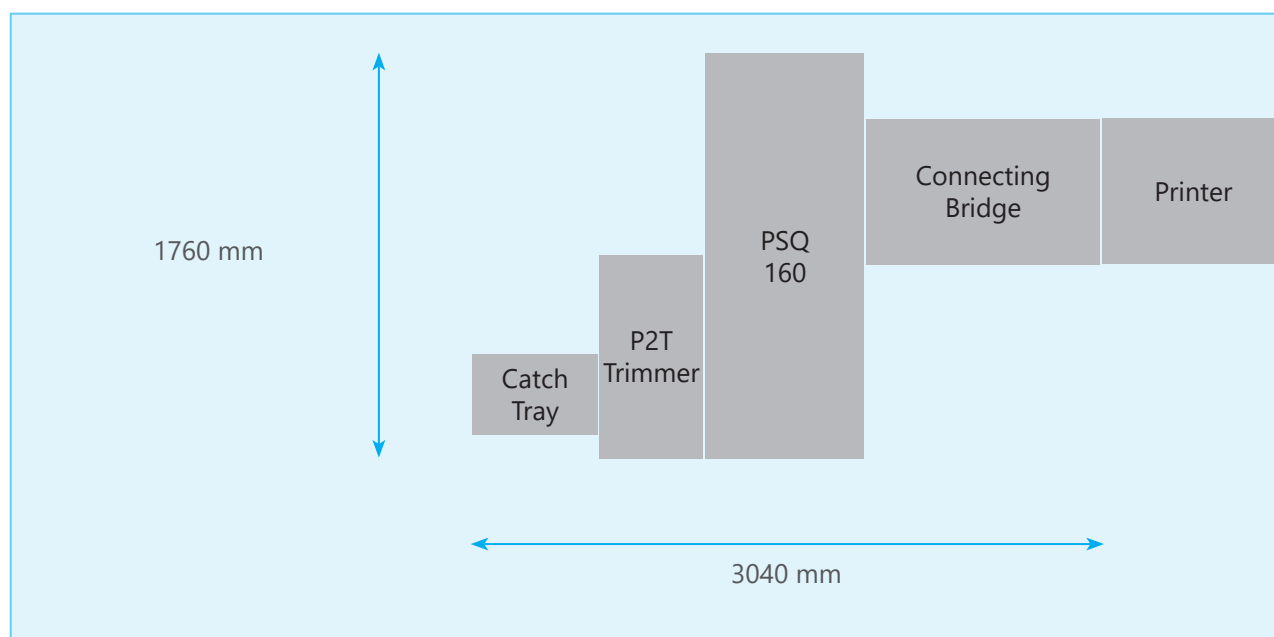 1760 mm
Catch
Tray
P2T
Trimmer
PSQ
160
Connecting
Bridge
Printer
3040 mm